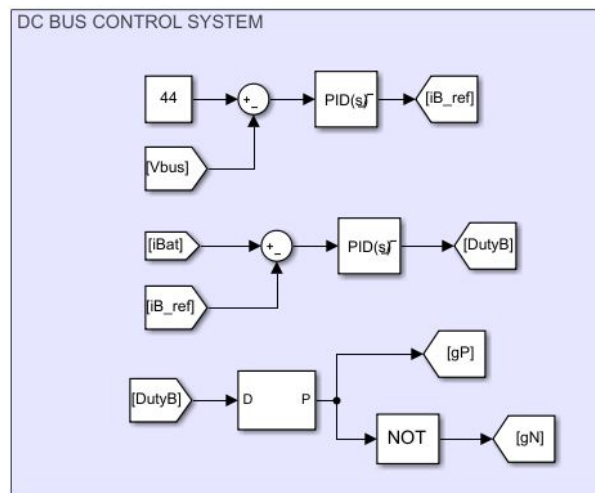 DC BUS CONTROL SYSTEM
44
+
−
PID(s)
[iB_ref]
[Vbus]
[iBat]
+
−
PID(s)
[DutyB]
[iB_ref]
[gP]
[DutyB]
D
P
NOT
[gN]